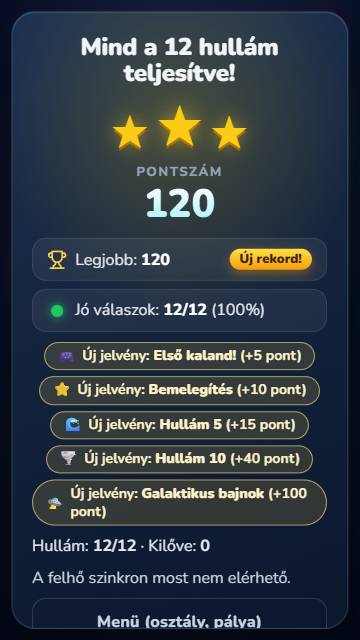 Mind a 12 hullám
teljesítve!
PONTSZÁM
120
Legjobb: 120
Új rekord!
Jó válaszok: 12/12 (100%)
Új jelvény: Első kaland! (+5 pont)
Új jelvény: Bemelegítés (+10 pont)
Új jelvény: Hullám 5 (+15 pont)
Új jelvény: Hullám 10 (+40 pont)
Új jelvény: Galaktikus bajnok (+100
pont)
Hullám: 12/12 · Kilőve: 0
A felhő szinkron most nem elérhető.
Menü (osztály, pálya)